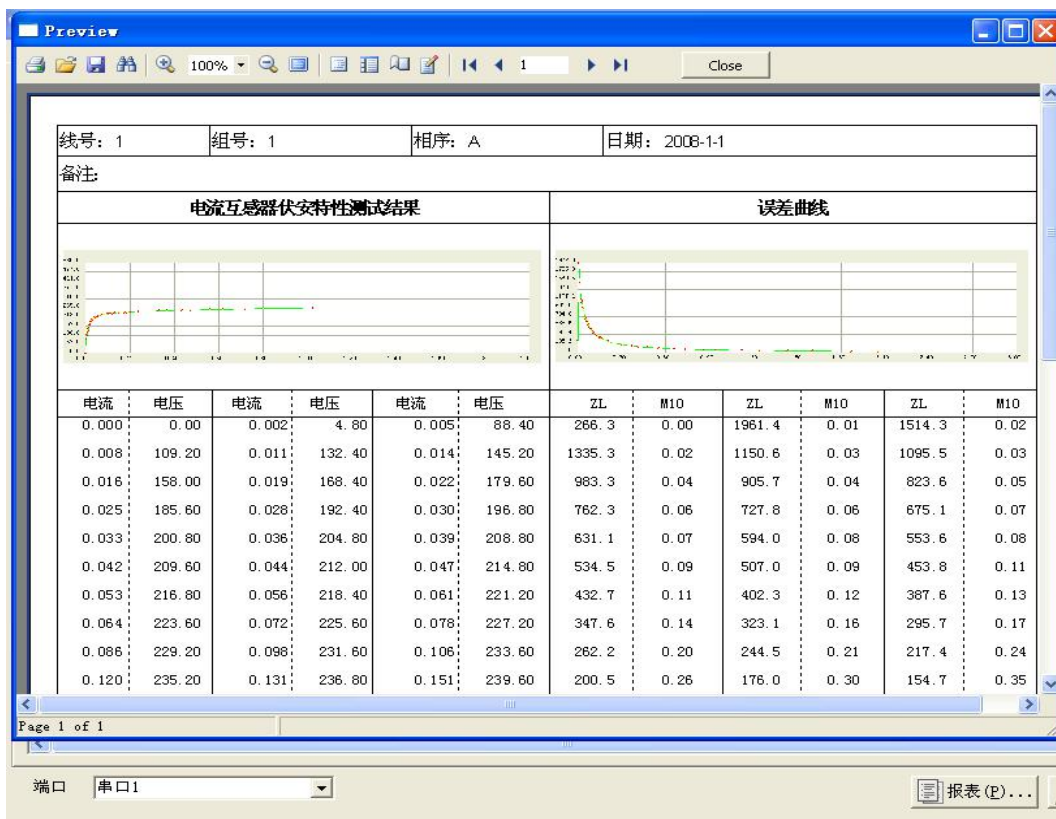 Preview
100% 1 Close
线号：1 组号：1 相序：A 日期：2008-1-1
备注:
电流互感器伏安特性测试结果 误差曲线
电流 电压 电流 电压 电流 电压 ZL M10 ZL M10 ZL M10
0.000 0.00 0.002 4.80 0.005 88.40 266.3 0.00 1961.4 0.01 1514.3 0.02
0.008 109.20 0.011 132.40 0.014 145.20 1335.3 0.02 1150.6 0.03 1095.5 0.03
0.016 158.00 0.019 168.40 0.022 179.60 983.3 0.04 905.7 0.04 823.6 0.05
0.025 185.60 0.028 192.40 0.030 196.80 762.3 0.06 727.8 0.06 675.1 0.07
0.033 200.80 0.036 204.80 0.039 208.80 631.1 0.07 594.0 0.08 553.6 0.08
0.042 209.60 0.044 212.00 0.047 214.80 534.5 0.09 507.0 0.09 453.8 0.11
0.053 216.80 0.056 218.40 0.061 221.20 432.7 0.11 402.3 0.12 387.6 0.13
0.064 223.60 0.072 225.60 0.078 227.20 347.6 0.14 323.1 0.16 295.7 0.17
0.086 229.20 0.098 231.60 0.106 233.60 262.2 0.20 244.5 0.21 217.4 0.24
0.120 235.20 0.131 236.80 0.151 239.60 200.5 0.26 176.0 0.30 154.7 0.35
Page 1 of 1
端口 串口1 报表(P)...